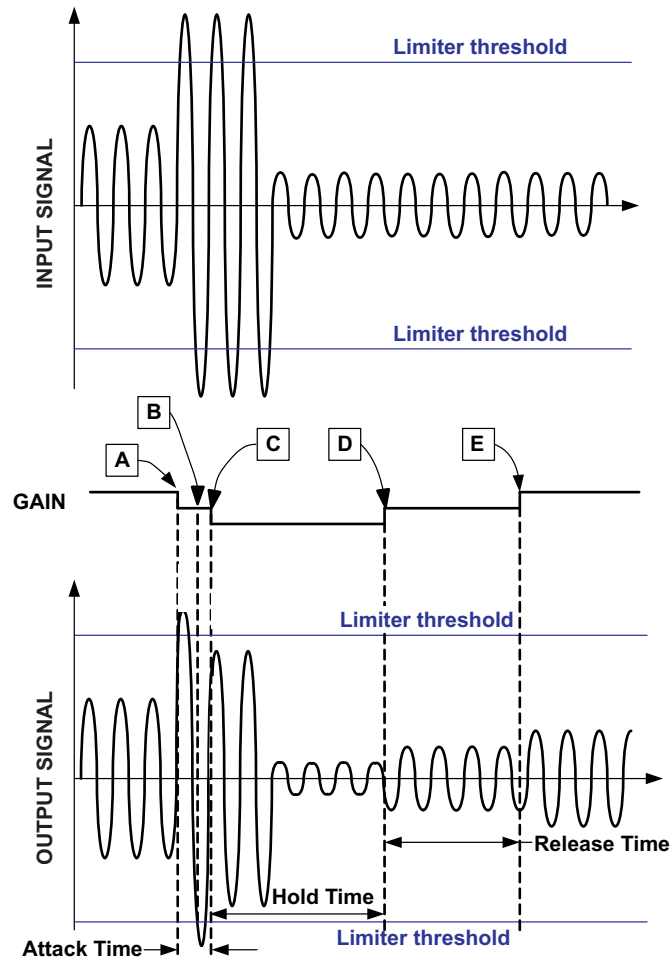 Limiter threshold
INPUT SIGNAL
Limiter threshold
B
E
C
D
A
GAIN
Limiter threshold
OUTPUT SIGNAL
Release Time
Hold Time
Limiter threshold
Attack Time